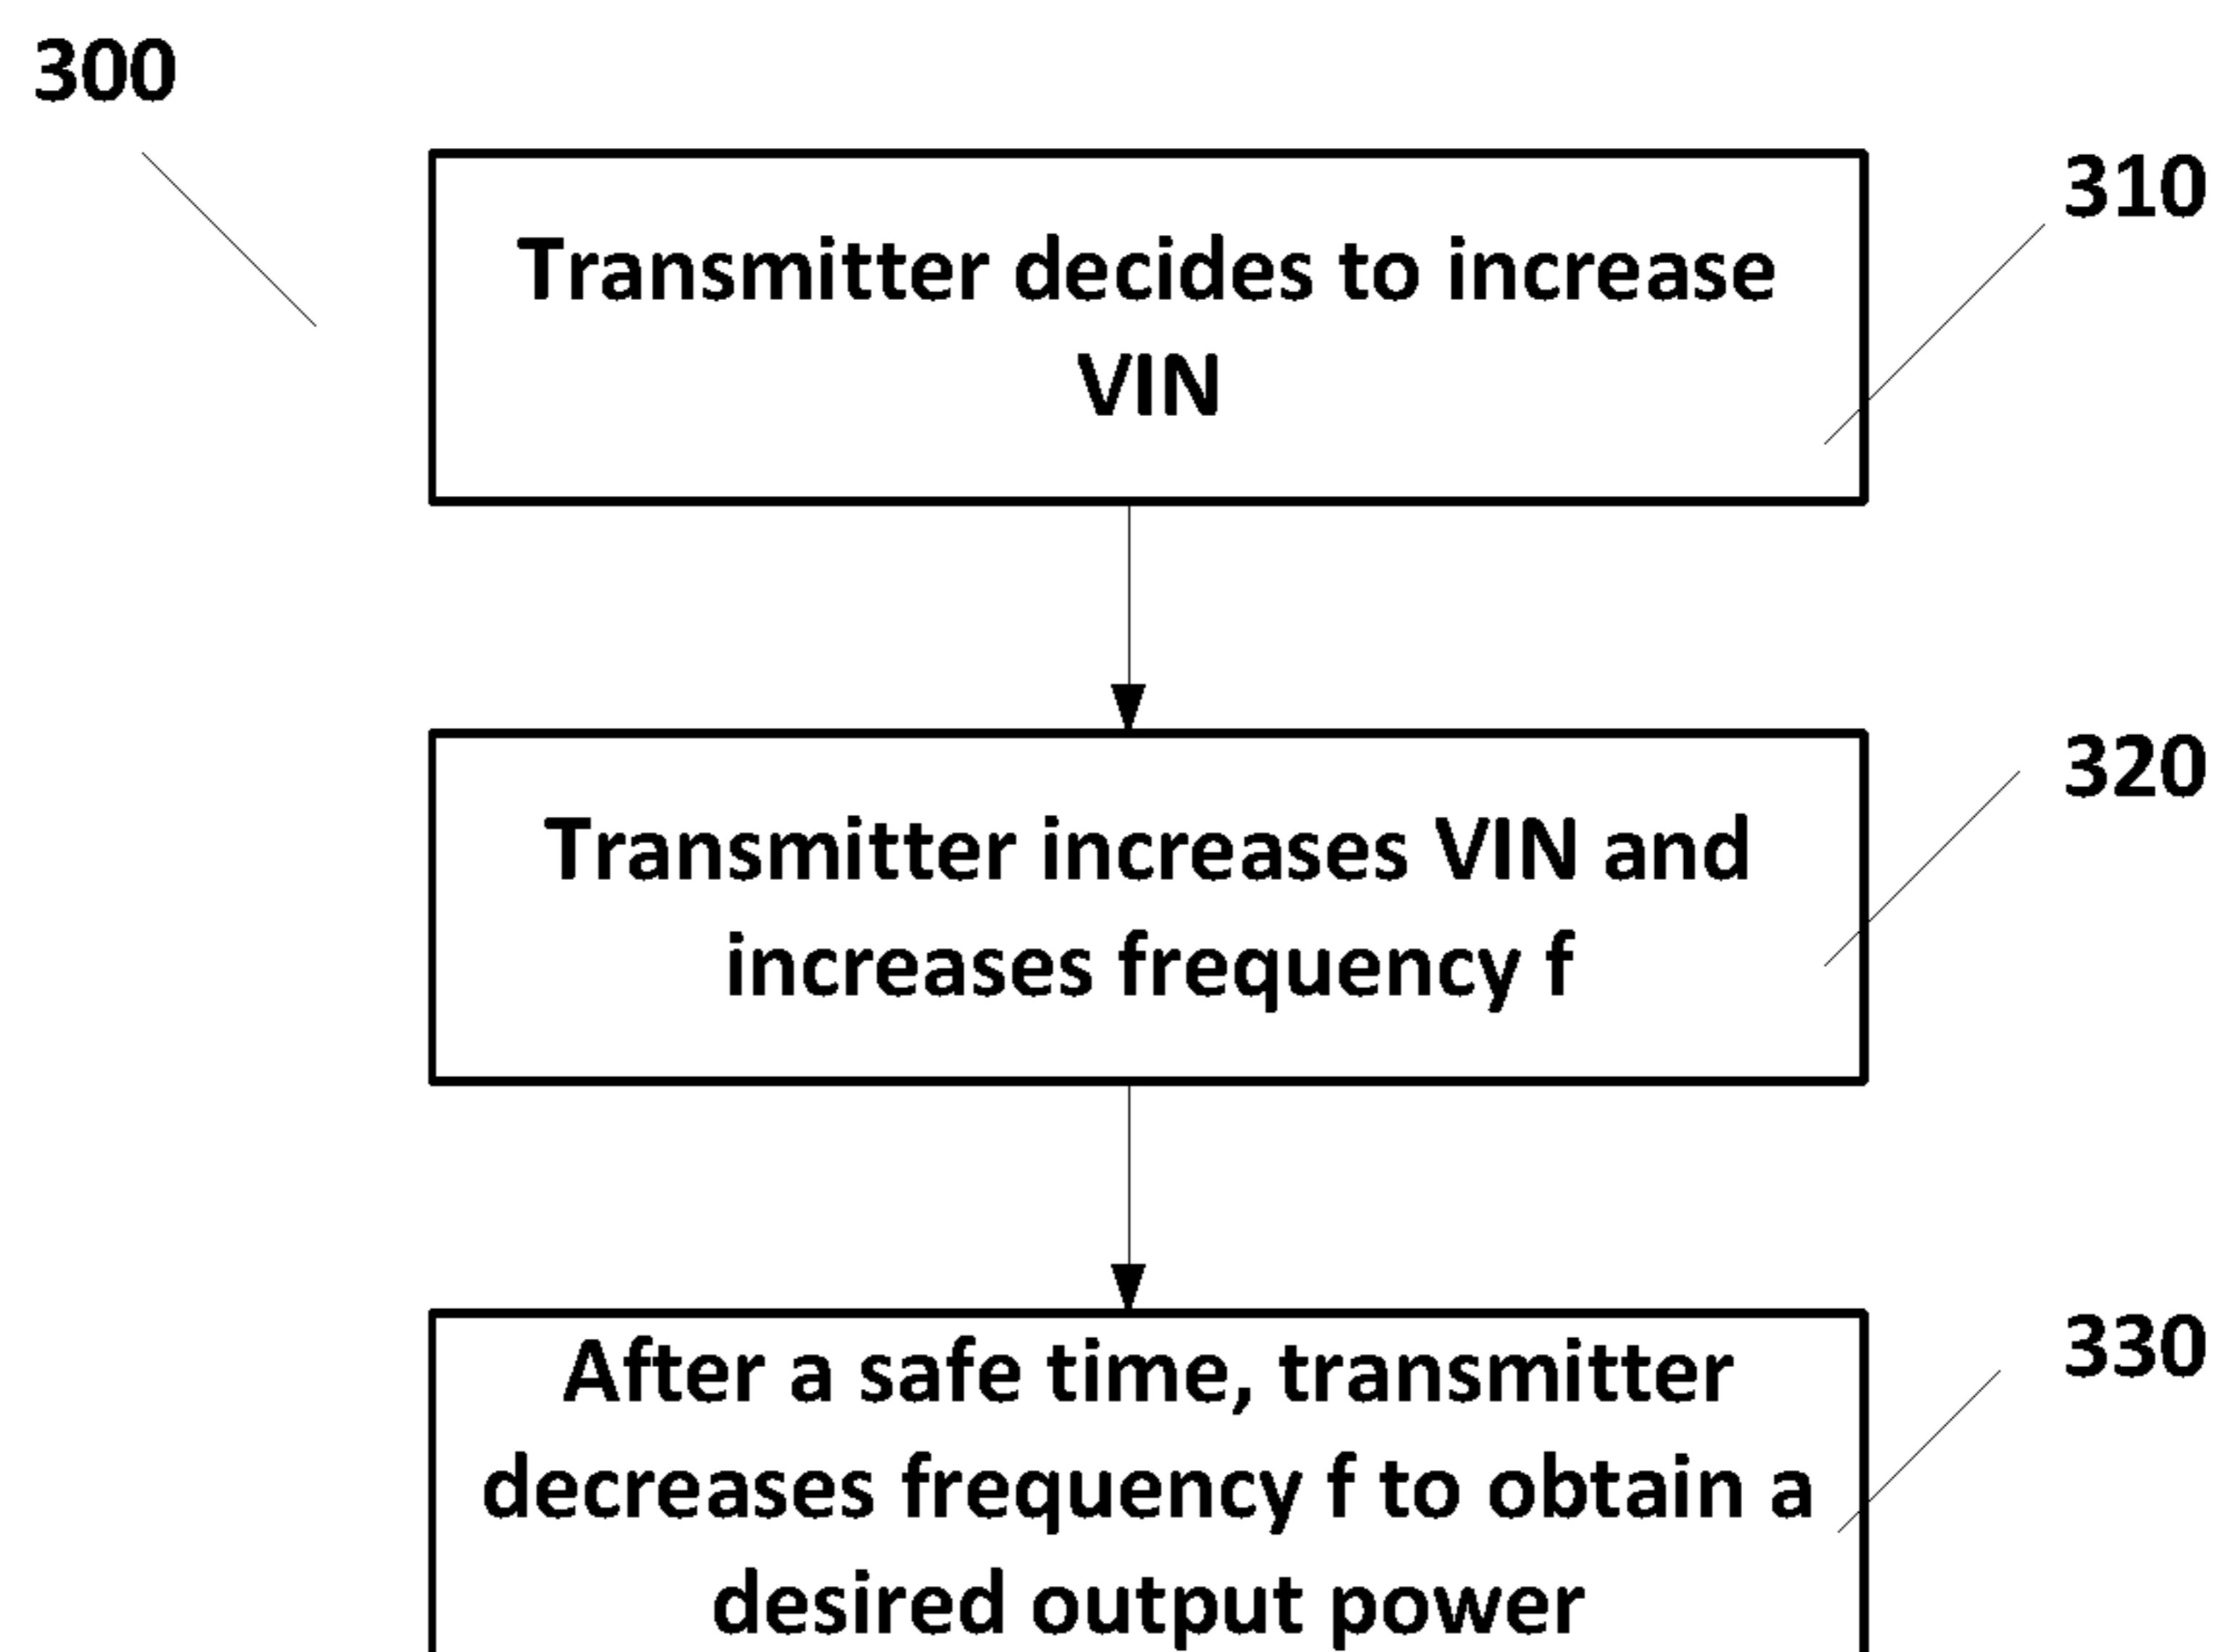 300
310
Transmitter decides to increase
VIN
320
Transmitter increases VIN and
increases frequency f
330
After a safe time, transmitter
decreases frequency f to obtain a
desired output power